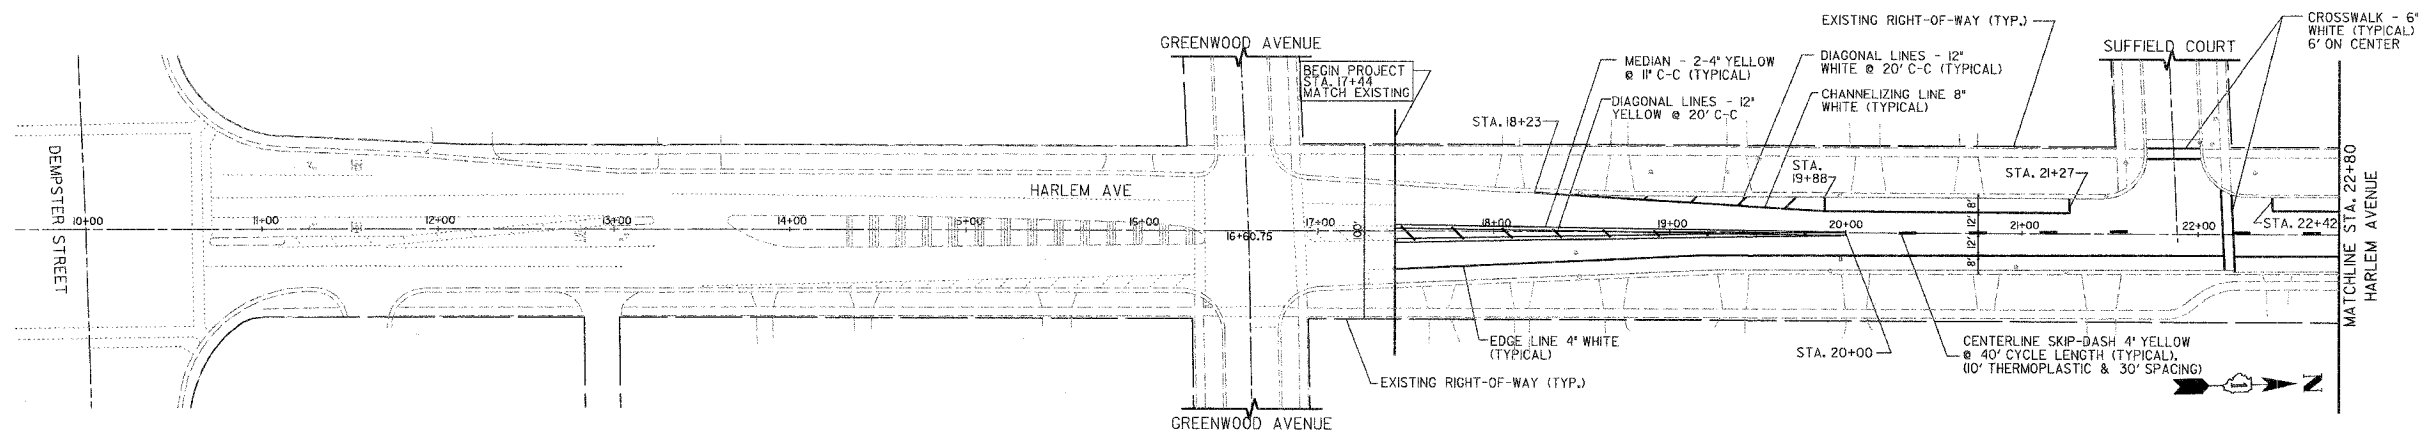 GREENWOOD AVENUE
BEGIN PROJECT
STA. 17+44
MATCH EXISTING
MEDIAN - 2-4" YELLOW
@ 11" C-C (TYPICAL)
DIAGONAL LINES - 12"
YELLOW @ 20' C-C
DIAGONAL LINES - 12"
WHITE @ 20' C-C (TYPICAL)
CHANNELIZING LINE 8"
WHITE (TYPICAL)
EXISTING RIGHT-OF-WAY (TYP.)
SUFFIELD COURT
CROSSWALK - 6"
WHITE (TYPICAL)
6' ON CENTER
STA. 18+23
STA.
19+88
STA. 21+27
STA. 22+42
DEMPSTER STREET
HARLEM AVE
10+00
11+00
12+00
13+00
14+00
15+00
16+00
16+60.75
17+00
100'
18+00
19+00
20+00
21+00
22+00
8'
12'
12'
8'
MATCHLINE STA. 22+80
HARLEM AVENUE
EDGE LINE 4" WHITE
(TYPICAL)
EXISTING RIGHT-OF-WAY (TYP.)
STA. 20+00
CENTERLINE SKIP-DASH 4" YELLOW
@ 40' CYCLE LENGTH (TYPICAL).
(10' THERMOPLASTIC & 30' SPACING)
N
GREENWOOD AVENUE